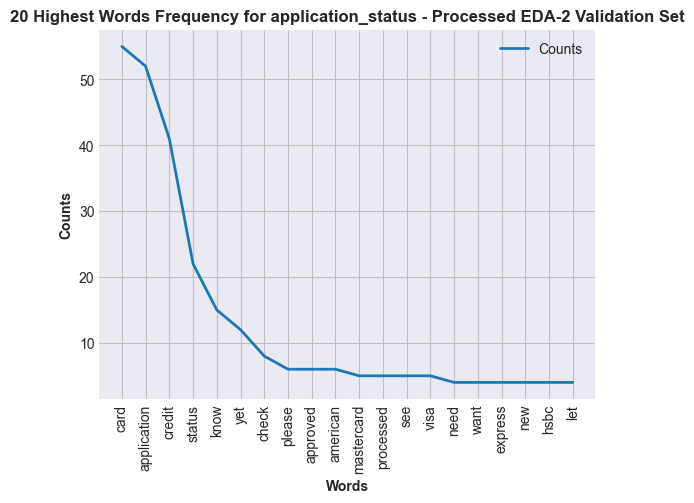 20 Highest Words Frequency for application_status - Processed EDA-2 Validation Set
Counts
50
40
30
20
10
Counts
card
application
credit
status
know
yet
check
please
approved
american
mastercard
processed
see
visa
need
want
express
new
hsbc
let
Words